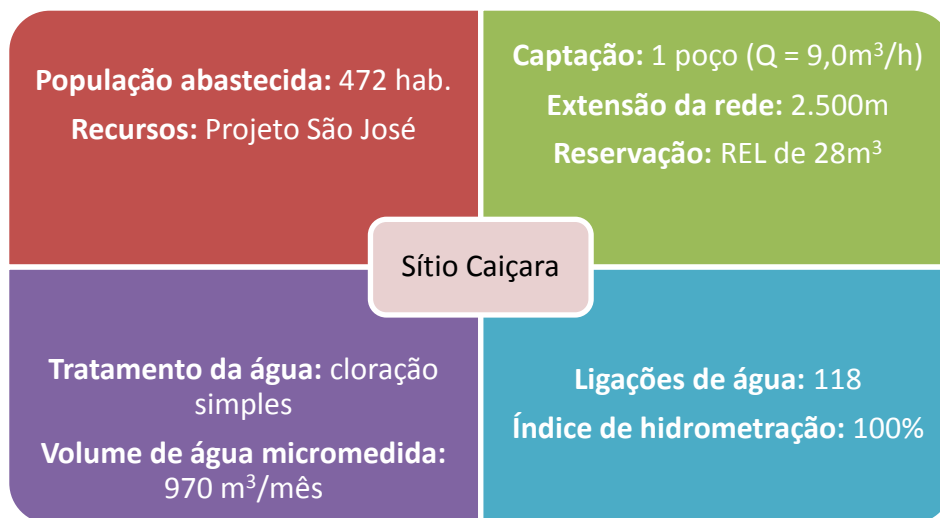 População abastecida: 472 hab.
Recursos: Projeto São José
Captação: 1 poço (Q = 9,0m³/h)
Extensão da rede: 2.500m
Reservação: REL de 28m³
Sítio Caiçara
Tratamento da água: cloração
simples
Volume de água micromedida:
970 m³/mês
Ligações de água: 118
Índice de hidrometração: 100%